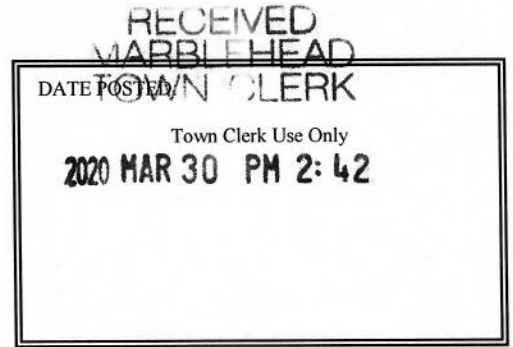 RECEIVED
MARBLEHEAD
TOWN CLERK
DATE POSTED:
Town Clerk Use Only
2020 MAR 30 PM 2:42